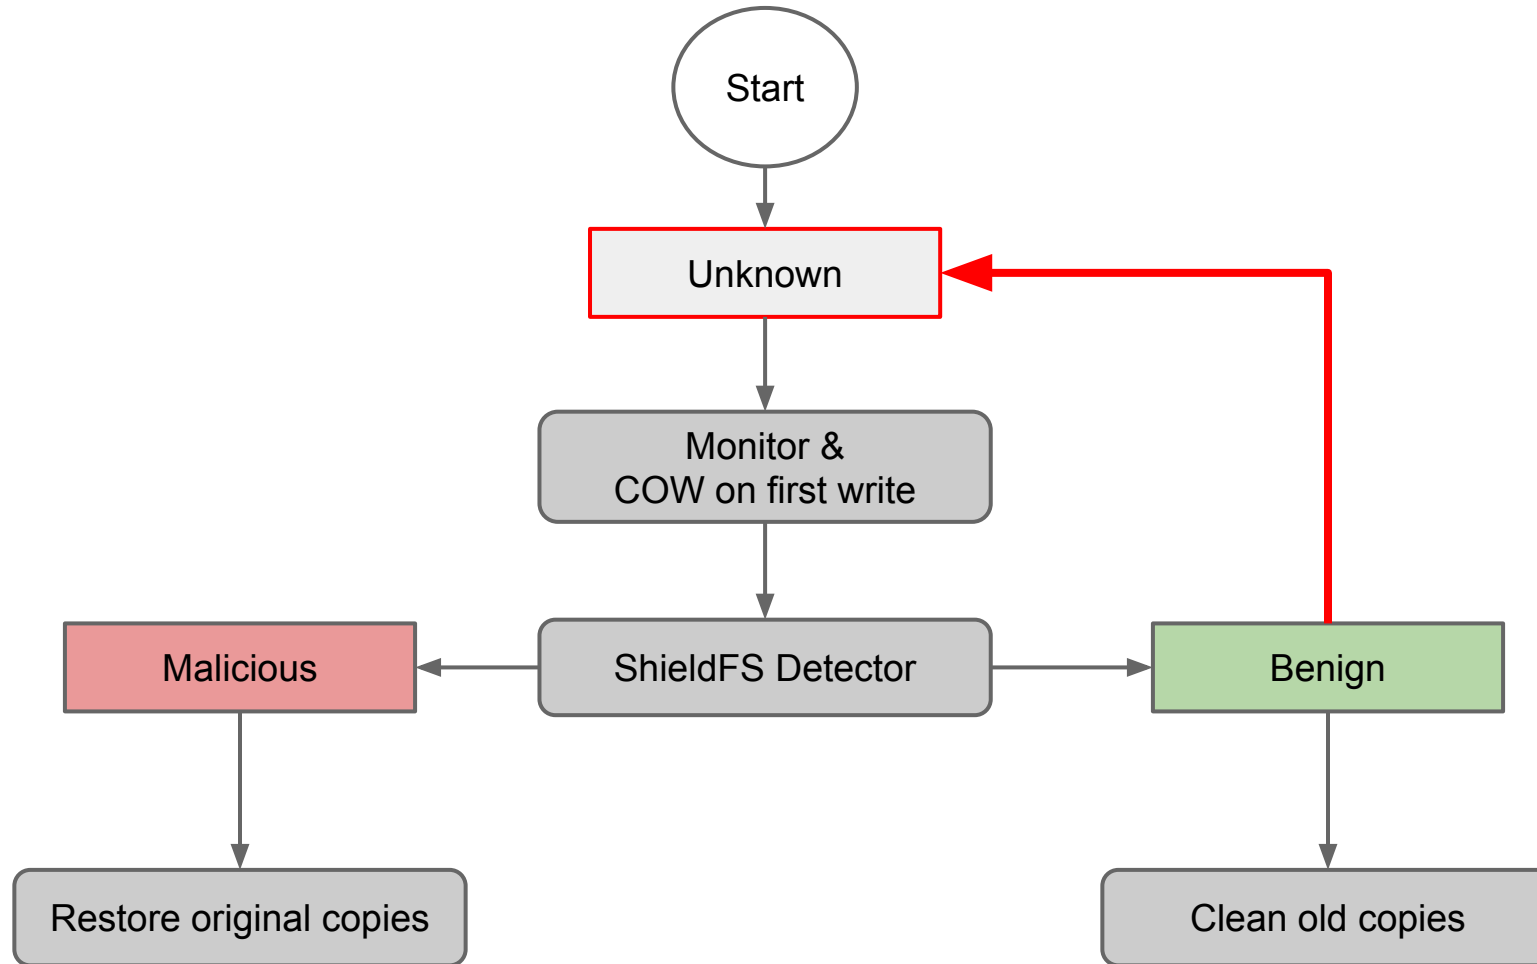 Start
Unknown
Monitor &
COW on first write
Malicious
ShieldFS Detector
Benign
Restore original copies
Clean old copies